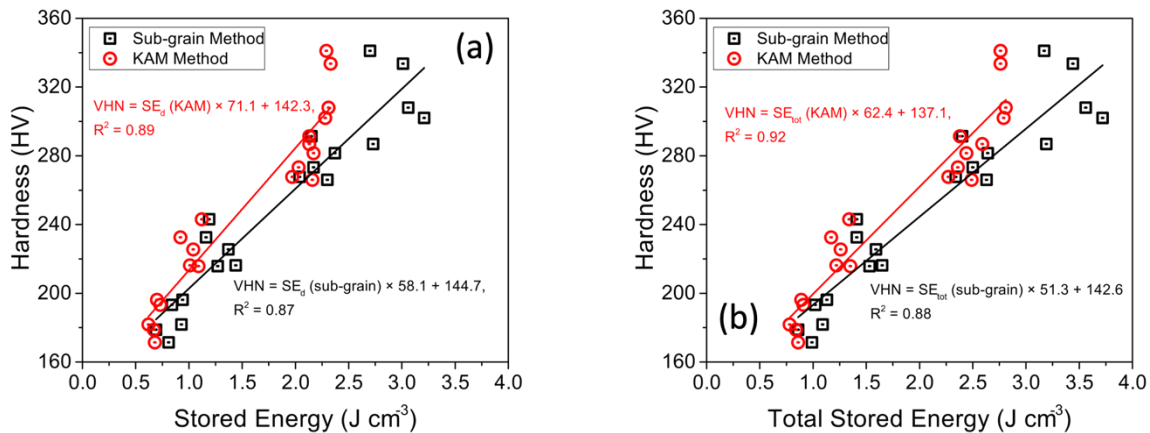 Sub-grain Method
KAM Method
(a)
VHN = SE_d (KAM) × 71.1 + 142.3,
R² = 0.89
VHN = SE_d (sub-grain) × 58.1 + 144.7,
R² = 0.87
Hardness (HV)
360
320
280
240
200
160
0.0 0.5 1.0 1.5 2.0 2.5 3.0 3.5 4.0
Stored Energy (J cm⁻³)
Sub-grain Method
KAM Method
VHN = SE_tot (KAM) × 62.4 + 137.1,
R² = 0.92
(b)
VHN = SE_tot (sub-grain) × 51.3 + 142.6
R² = 0.88
Hardness (HV)
360
320
280
240
200
160
0.0 0.5 1.0 1.5 2.0 2.5 3.0 3.5 4.0
Total Stored Energy (J cm⁻³)